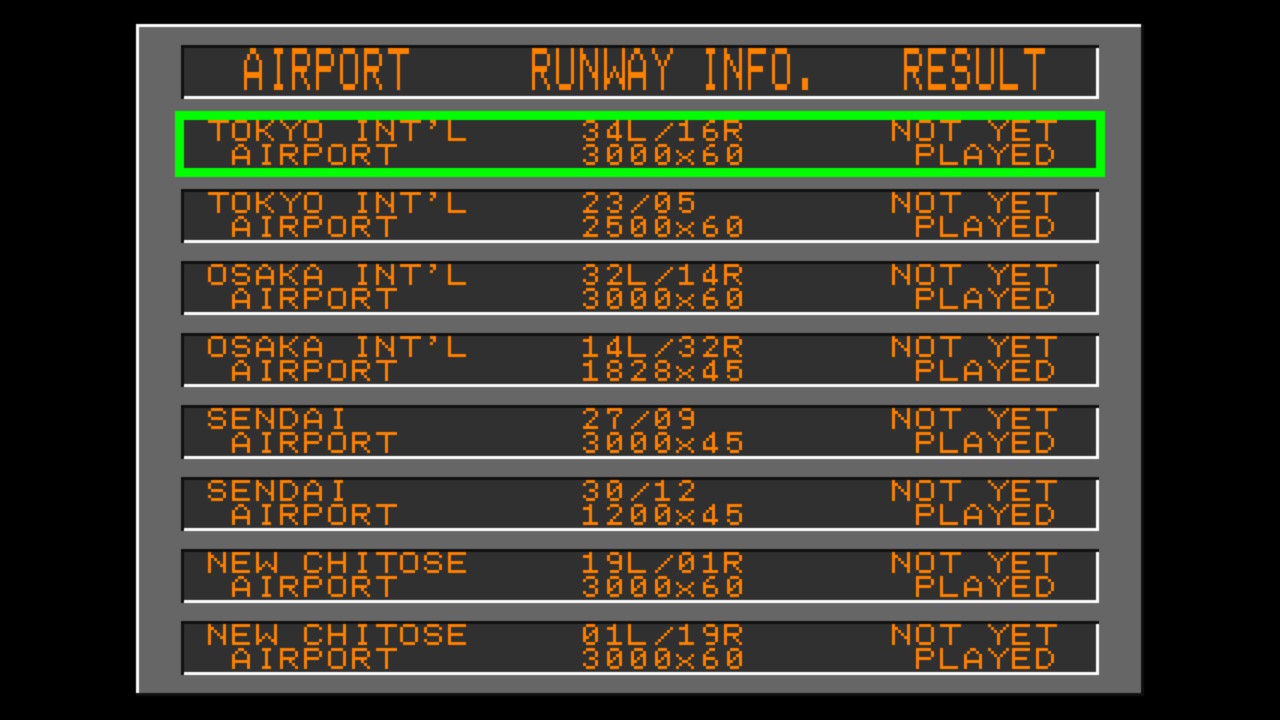 AIRPORT RUNWAY INFO. RESULT
TOKYO INT'L 34L/16R NOT YET
AIRPORT 3000x60 PLAYED
TOKYO INT'L 23/05 NOT YET
AIRPORT 2500x60 PLAYED
OSAKA INT'L 32L/14R NOT YET
AIRPORT 3000x60 PLAYED
OSAKA INT'L 14L/32R NOT YET
AIRPORT 1828x45 PLAYED
SENDAI 27/09 NOT YET
AIRPORT 3000x45 PLAYED
SENDAI 30/12 NOT YET
AIRPORT 1200x45 PLAYED
NEW CHITOSE 19L/01R NOT YET
AIRPORT 3000x60 PLAYED
NEW CHITOSE 01L/19R NOT YET
AIRPORT 3000x60 PLAYED